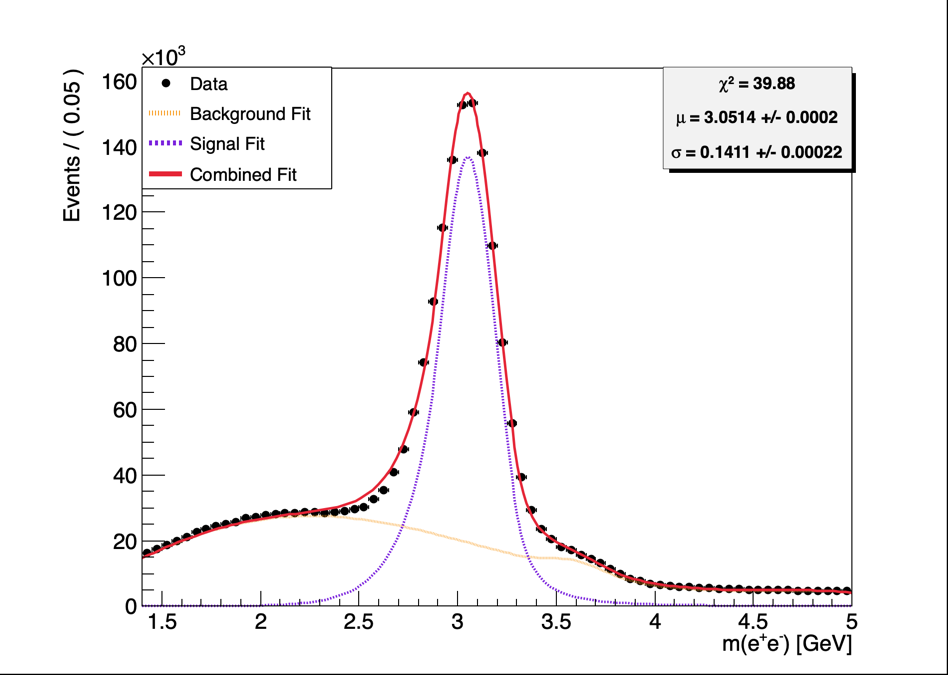 ×10³
Events / ( 0.05 )
160
140
120
100
80
60
40
20
0
Data
Background Fit
Signal Fit
Combined Fit
χ² = 39.88
μ = 3.0514 +/- 0.0002
σ = 0.1411 +/- 0.00022
1.5 2 2.5 3 3.5 4 4.5 5
m(e⁺e⁻) [GeV]